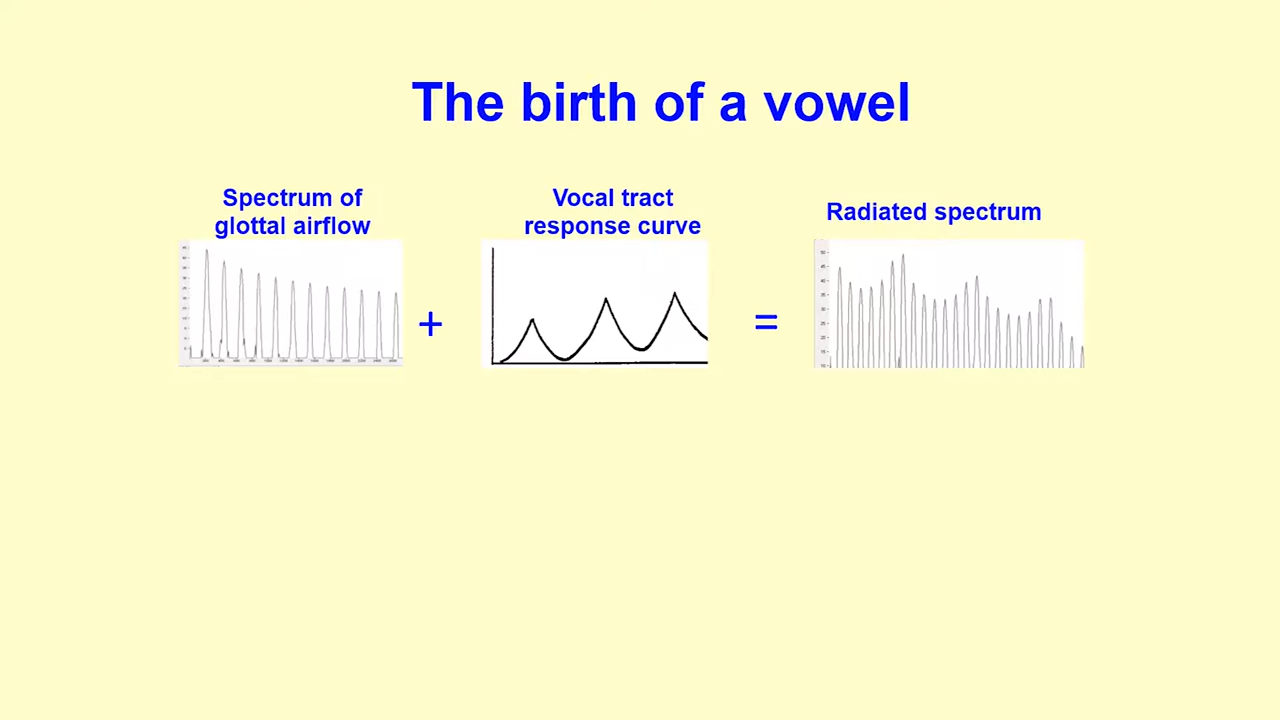 The birth of a vowel
Spectrum of
glottal airflow
Vocal tract
response curve
Radiated spectrum
+
=